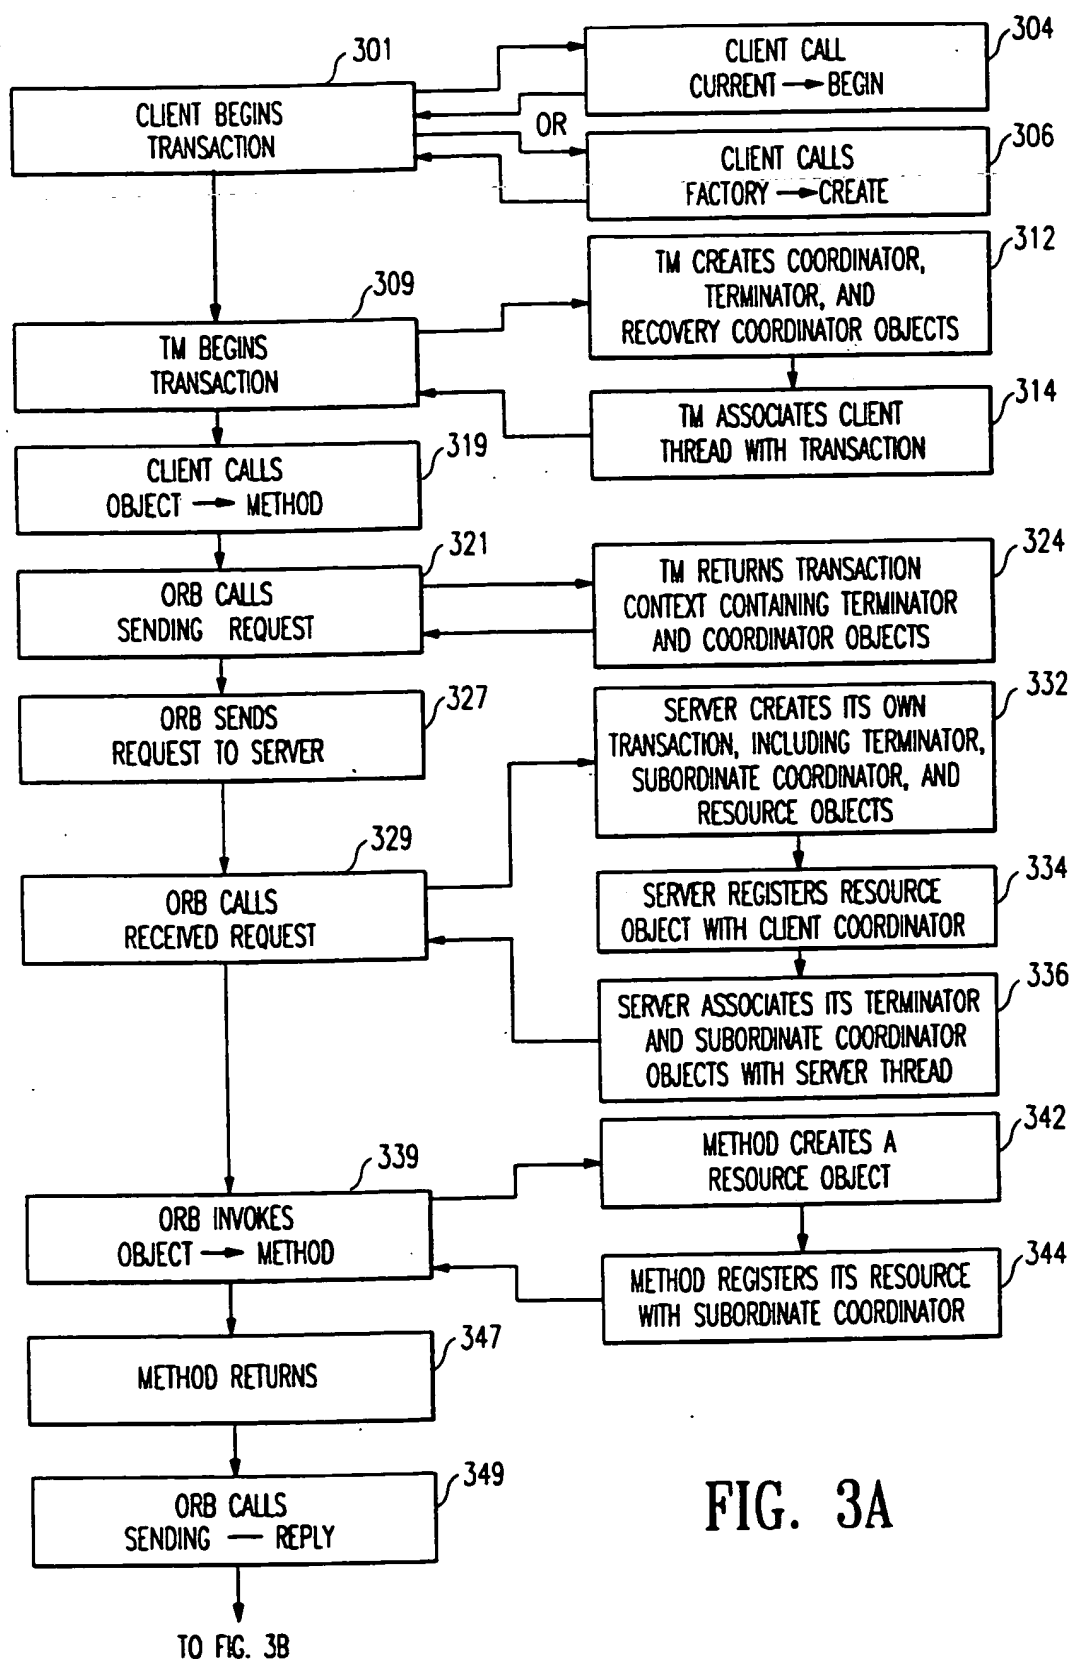 301
CLIENT BEGINS
TRANSACTION
304
CLIENT CALL
CURRENT → BEGIN
OR
306
CLIENT CALLS
FACTORY → CREATE
309
TM BEGINS
TRANSACTION
312
TM CREATES COORDINATOR,
TERMINATOR, AND
RECOVERY COORDINATOR OBJECTS
314
TM ASSOCIATES CLIENT
THREAD WITH TRANSACTION
319
CLIENT CALLS
OBJECT → METHOD
321
ORB CALLS
SENDING REQUEST
324
TM RETURNS TRANSACTION
CONTEXT CONTAINING TERMINATOR
AND COORDINATOR OBJECTS
327
ORB SENDS
REQUEST TO SERVER
329
ORB CALLS
RECEIVED REQUEST
332
SERVER CREATES ITS OWN
TRANSACTION, INCLUDING TERMINATOR,
SUBORDINATE COORDINATOR, AND
RESOURCE OBJECTS
334
SERVER REGISTERS RESOURCE
OBJECT WITH CLIENT COORDINATOR
336
SERVER ASSOCIATES ITS TERMINATOR
AND SUBORDINATE COORDINATOR
OBJECTS WITH SERVER THREAD
339
ORB INVOKES
OBJECT → METHOD
342
METHOD CREATES A
RESOURCE OBJECT
344
METHOD REGISTERS ITS RESOURCE
WITH SUBORDINATE COORDINATOR
347
METHOD RETURNS
349
ORB CALLS
SENDING — REPLY
TO FIG. 3B
FIG. 3A